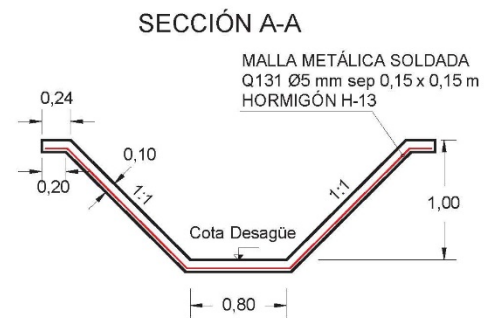 SECCIÓN A-A
MALLA METÁLICA SOLDADA
Q131 Ø5 mm sep 0,15 x 0,15 m
HORMIGÓN H-13
0,24
0,10
0,20
1:1
1:1
1,00
Cota Desagüe
0,80